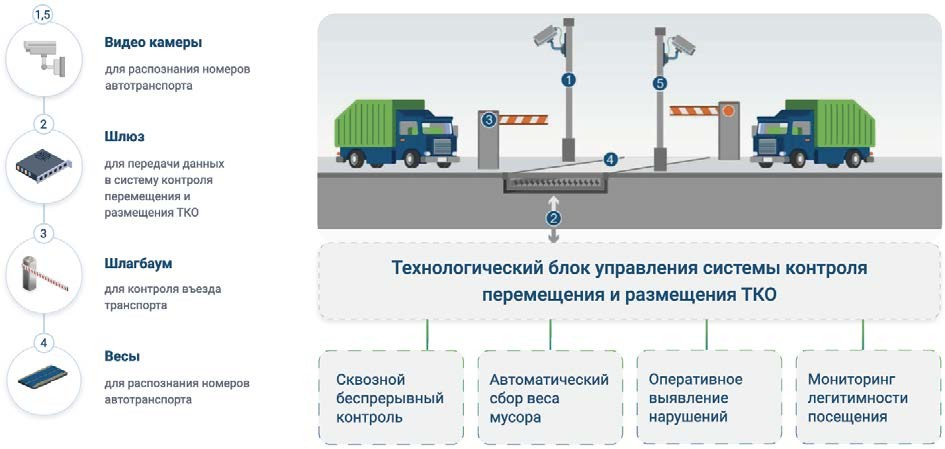 1,5
Видео камеры
для распознания номеров
автотранспорта
2
Шлюз
для передачи данных
в систему контроля
перемещения и
размещения ТКО
3
Шлагбаум
для контроля въезда
транспорта
4
Весы
для распознания номеров
автотранспорта
1
5
3
4
2
Технологический блок управления системы контроля
перемещения и размещения ТКО
Сквозной
беспрерывный
контроль
Автоматический
сбор веса
мусора
Оперативное
выявление
нарушений
Мониторинг
легитимности
посещения